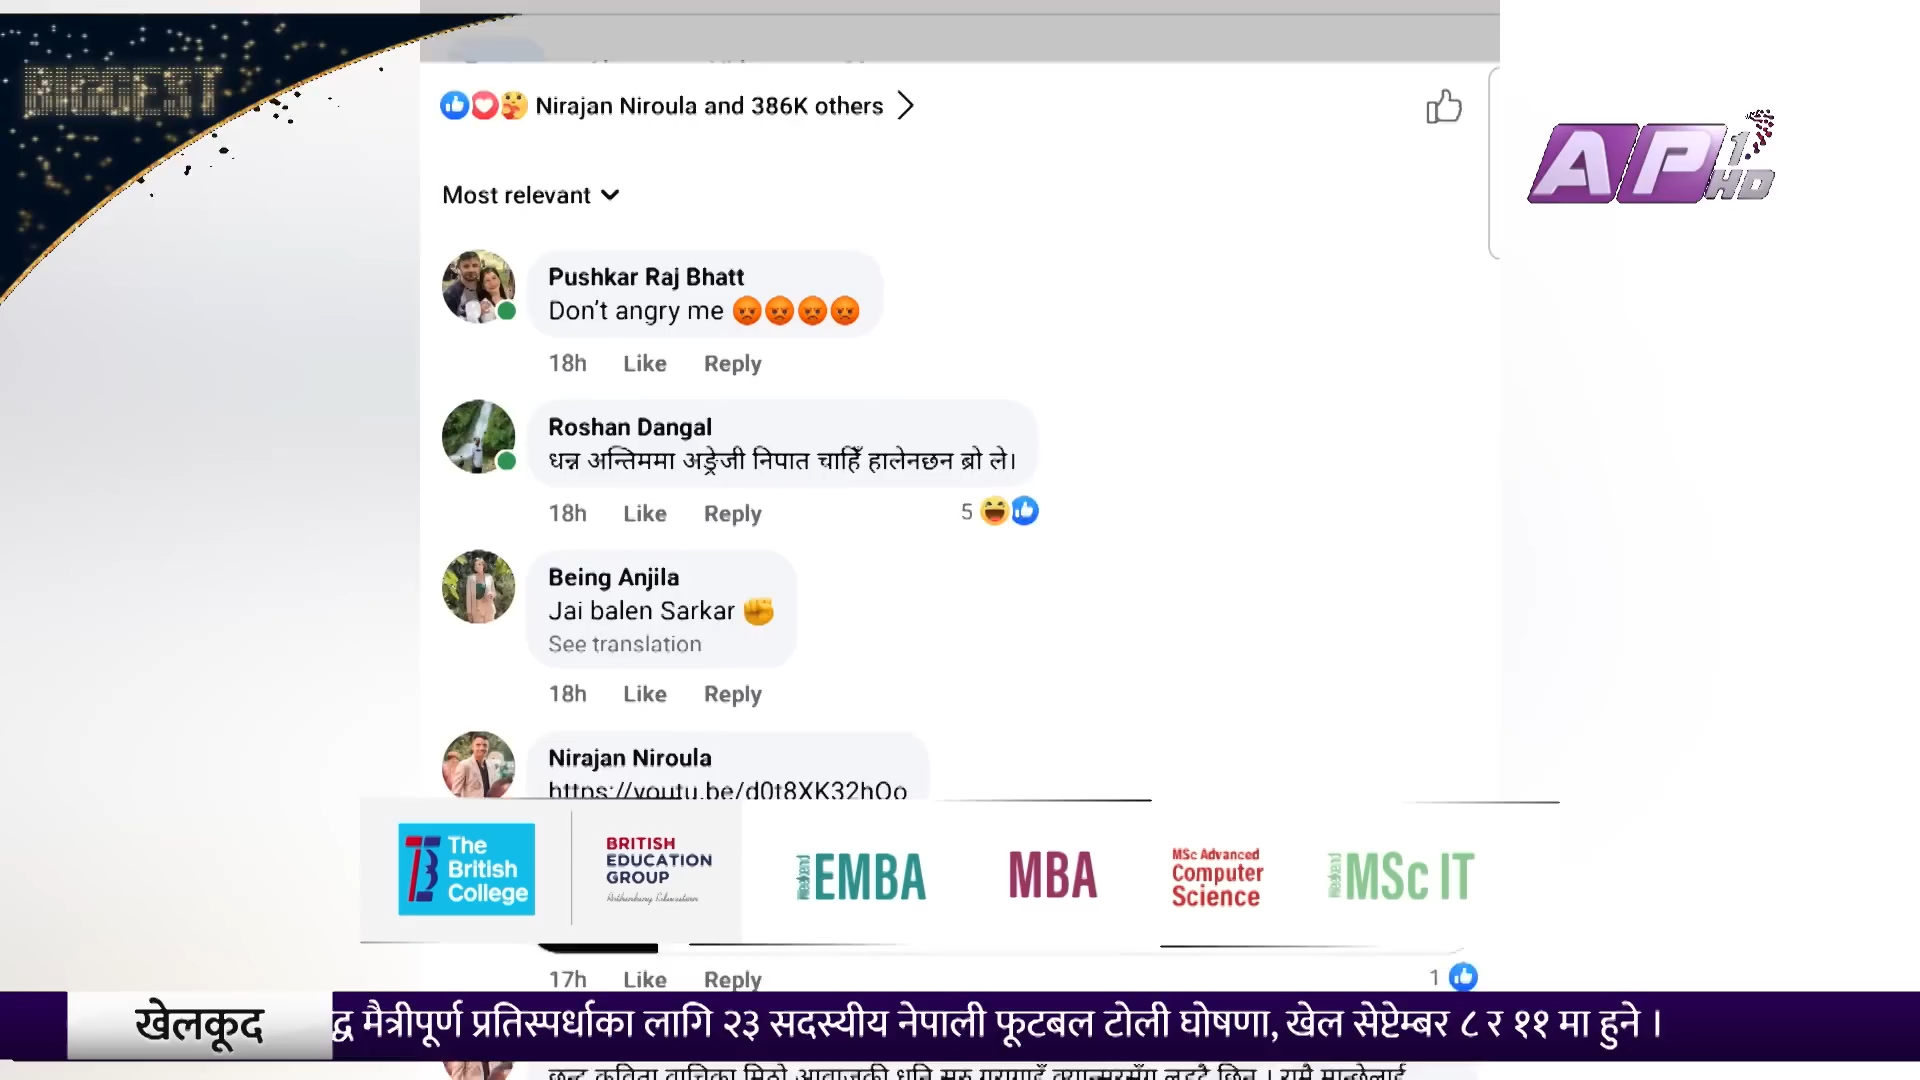 BIGGEST
Nirajan Niroula and 386K others
AP1 HD
Most relevant
Pushkar Raj Bhatt
Don't angry me 😡😡😡😡
18h Like Reply
Roshan Dangal
धन्न अन्तिममा अङ्रेजी निपात चाहिँ हालेनछन ब्रो ले।
18h Like Reply 5
Being Anjila
Jai balen Sarkar ✊
See translation
18h Like Reply
Nirajan Niroula
https://youtu.be/d0t8XK32hOo
The British College
BRITISH EDUCATION GROUP
Weekend EMBA
MBA
MSc Advanced Computer Science
Weekend MSc IT
17h Like Reply 1
खेलकूद
द्ध मैत्रीपूर्ण प्रतिस्पर्धाका लागि २३ सदस्यीय नेपाली फूटबल टोली घोषणा, खेल सेप्टेम्बर ८ र ११ मा हुने ।